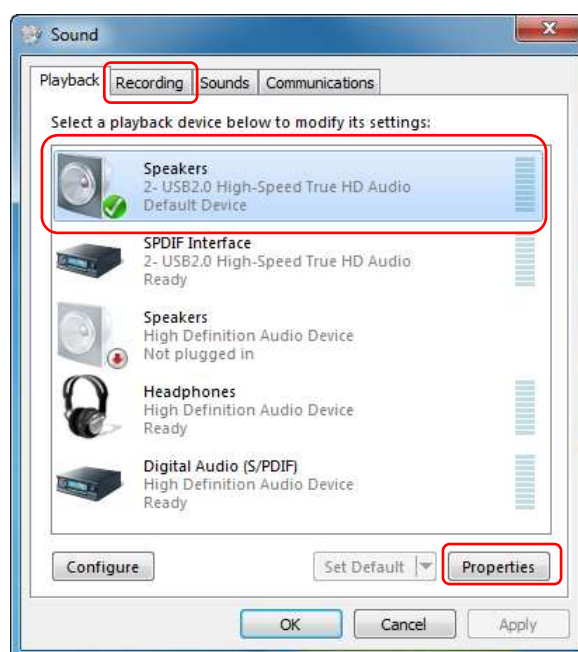 Sound
Playback Recording Sounds Communications
Select a playback device below to modify its settings:
Speakers
2- USB2.0 High-Speed True HD Audio
Default Device
SPDIF Interface
2- USB2.0 High-Speed True HD Audio
Ready
Speakers
High Definition Audio Device
Not plugged in
Headphones
High Definition Audio Device
Ready
Digital Audio (S/PDIF)
High Definition Audio Device
Ready
Configure Set Default Properties
OK Cancel Apply